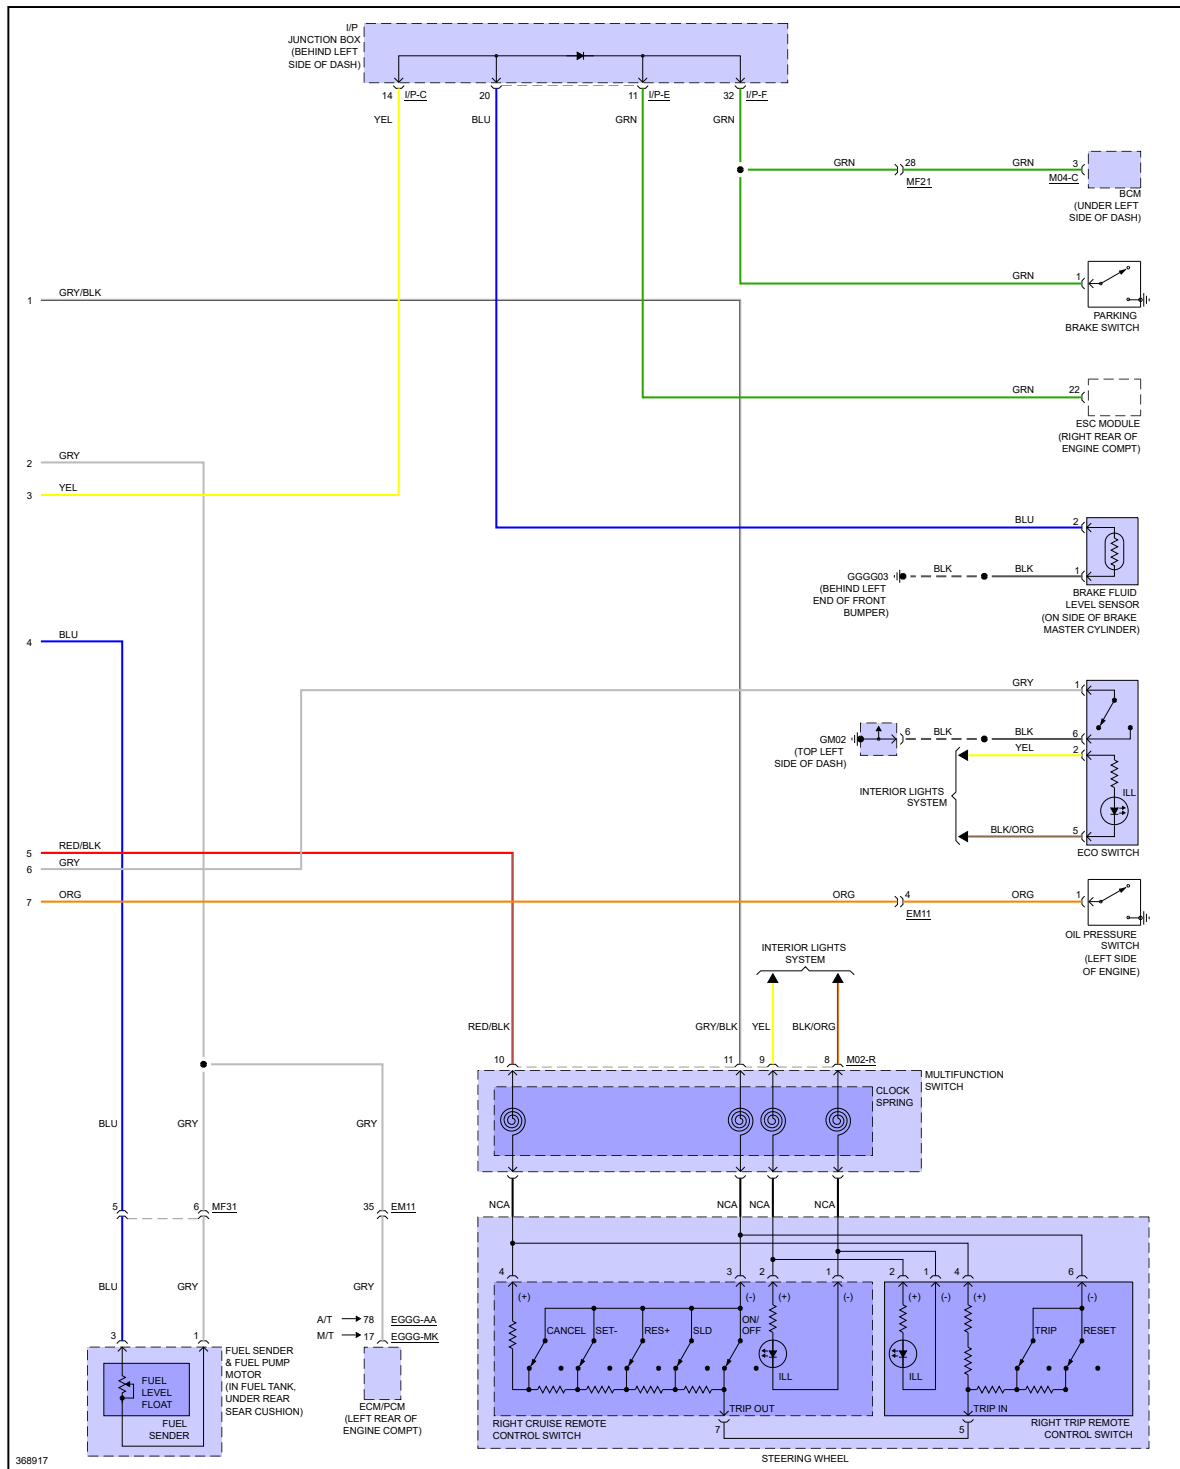 I/P
JUNCTION BOX
(BEHIND LEFT
SIDE OF DASH)
14 I/P-C 20 11 I/P-E 32 I/P-F
YEL BLU GRN GRN
GRN 28 GRN 3
MF21 M04-C
BCM
(UNDER LEFT
SIDE OF DASH)
GRN 1
PARKING
BRAKE SWITCH
1 GRY/BLK
GRN 22
ESC MODULE
(RIGHT REAR OF
ENGINE COMPT)
2 GRY
3 YEL
BLU 2
GGGG03 BLK BLK 1
(BEHIND LEFT
END OF FRONT
BUMPER)
BRAKE FLUID
LEVEL SENSOR
(ON SIDE OF BRAKE
MASTER CYLINDER)
4 BLU
GRY 1
GM02 6 BLK BLK 6
(TOP LEFT
SIDE OF DASH)
YEL 2
INTERIOR LIGHTS
SYSTEM
ILL
BLK/ORG 5
ECO SWITCH
5 RED/BLK
6 GRY
7 ORG
ORG 4 ORG 1
EM11
OIL PRESSURE
SWITCH
(LEFT SIDE
OF ENGINE)
INTERIOR LIGHTS
SYSTEM
RED/BLK GRY/BLK YEL BLK/ORG
10 11 9 8 M02-R
MULTIFUNCTION
SWITCH
CLOCK
SPRING
BLU GRY GRY
5 6 MF31 35 EM11
NCA NCA NCA NCA
BLU GRY GRY
4 3 2 1 2 1 4 6
(+) (-) (+) (-) (+) (-) (+) (-)
A/T 78 EGGG-AA
M/T 17 EGGG-MK
3 1
CANCEL SET- RES+ SLD ON/
OFF
TRIP RESET
ILL ILL
FUEL SENDER
& FUEL PUMP
MOTOR
(IN FUEL TANK,
UNDER REAR
SEAR CUSHION)
FUEL
LEVEL
FLOAT
FUEL
SENDER
ECM/PCM
(LEFT REAR OF
ENGINE COMPT)
TRIP OUT TRIP IN
RIGHT CRUISE REMOTE
CONTROL SWITCH
7 5
RIGHT TRIP REMOTE
CONTROL SWITCH
STEERING WHEEL
368917